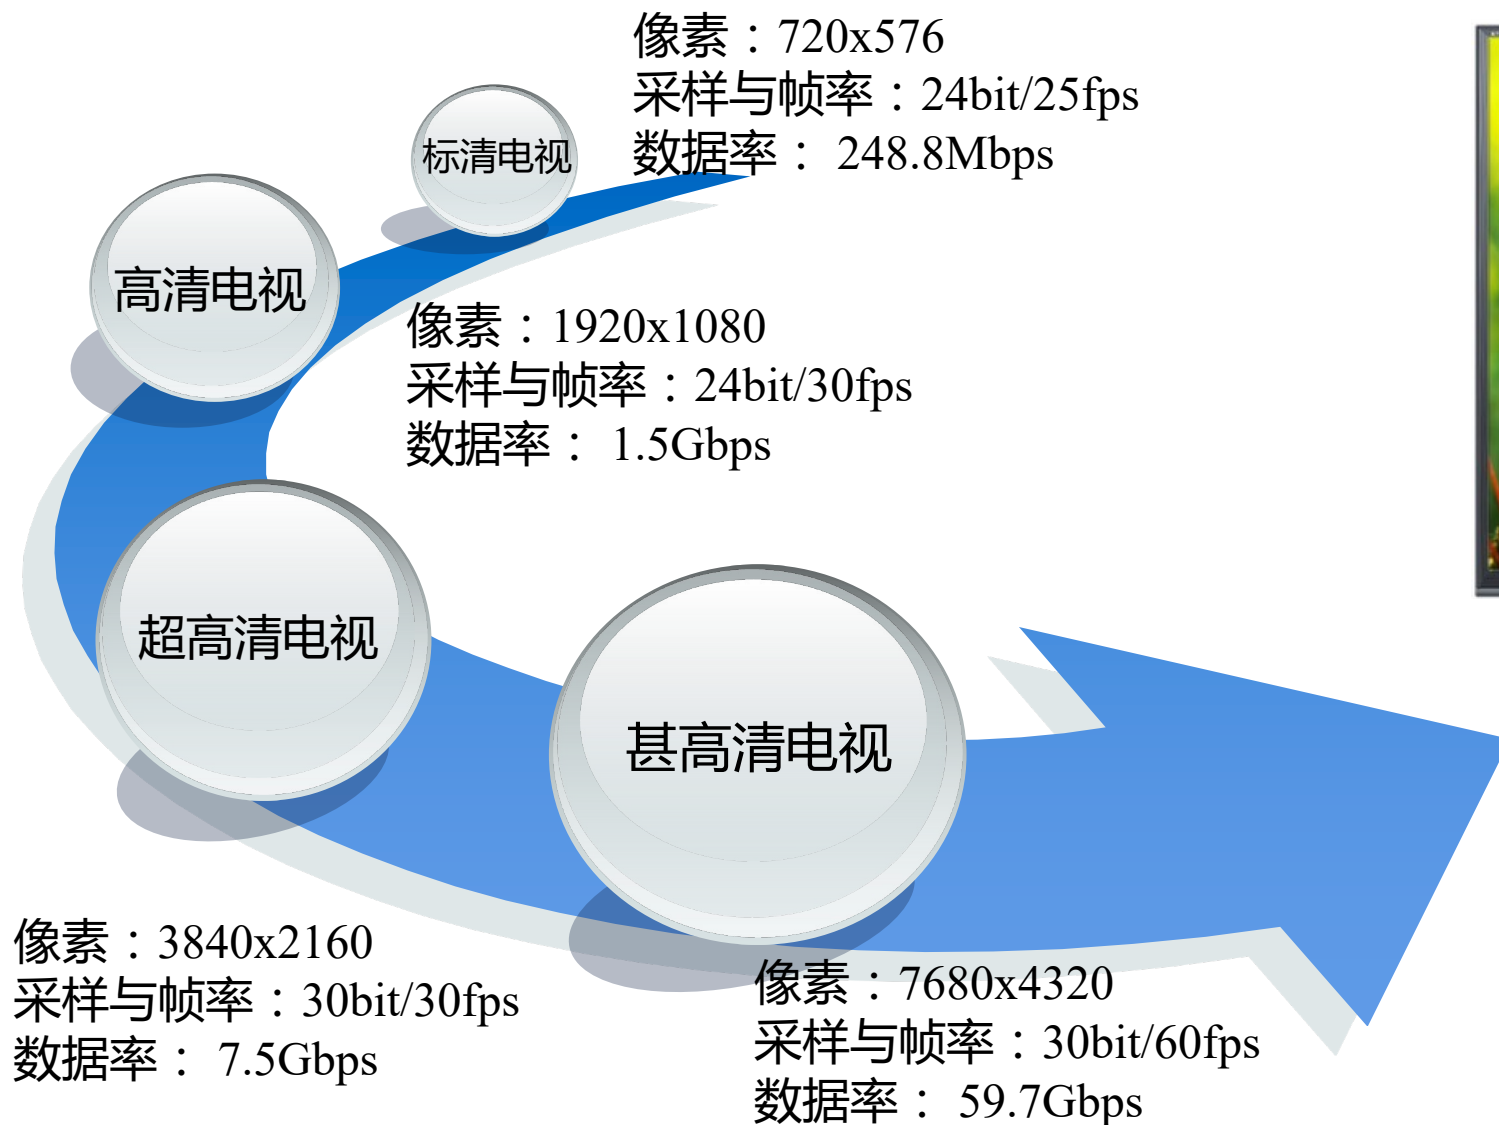 像素：720x576
采样与帧率：24bit/25fps
数据率： 248.8Mbps
标清电视
高清电视
像素：1920x1080
采样与帧率：24bit/30fps
数据率： 1.5Gbps
超高清电视
甚高清电视
像素：3840x2160
采样与帧率：30bit/30fps
数据率： 7.5Gbps
像素：7680x4320
采样与帧率：30bit/60fps
数据率： 59.7Gbps